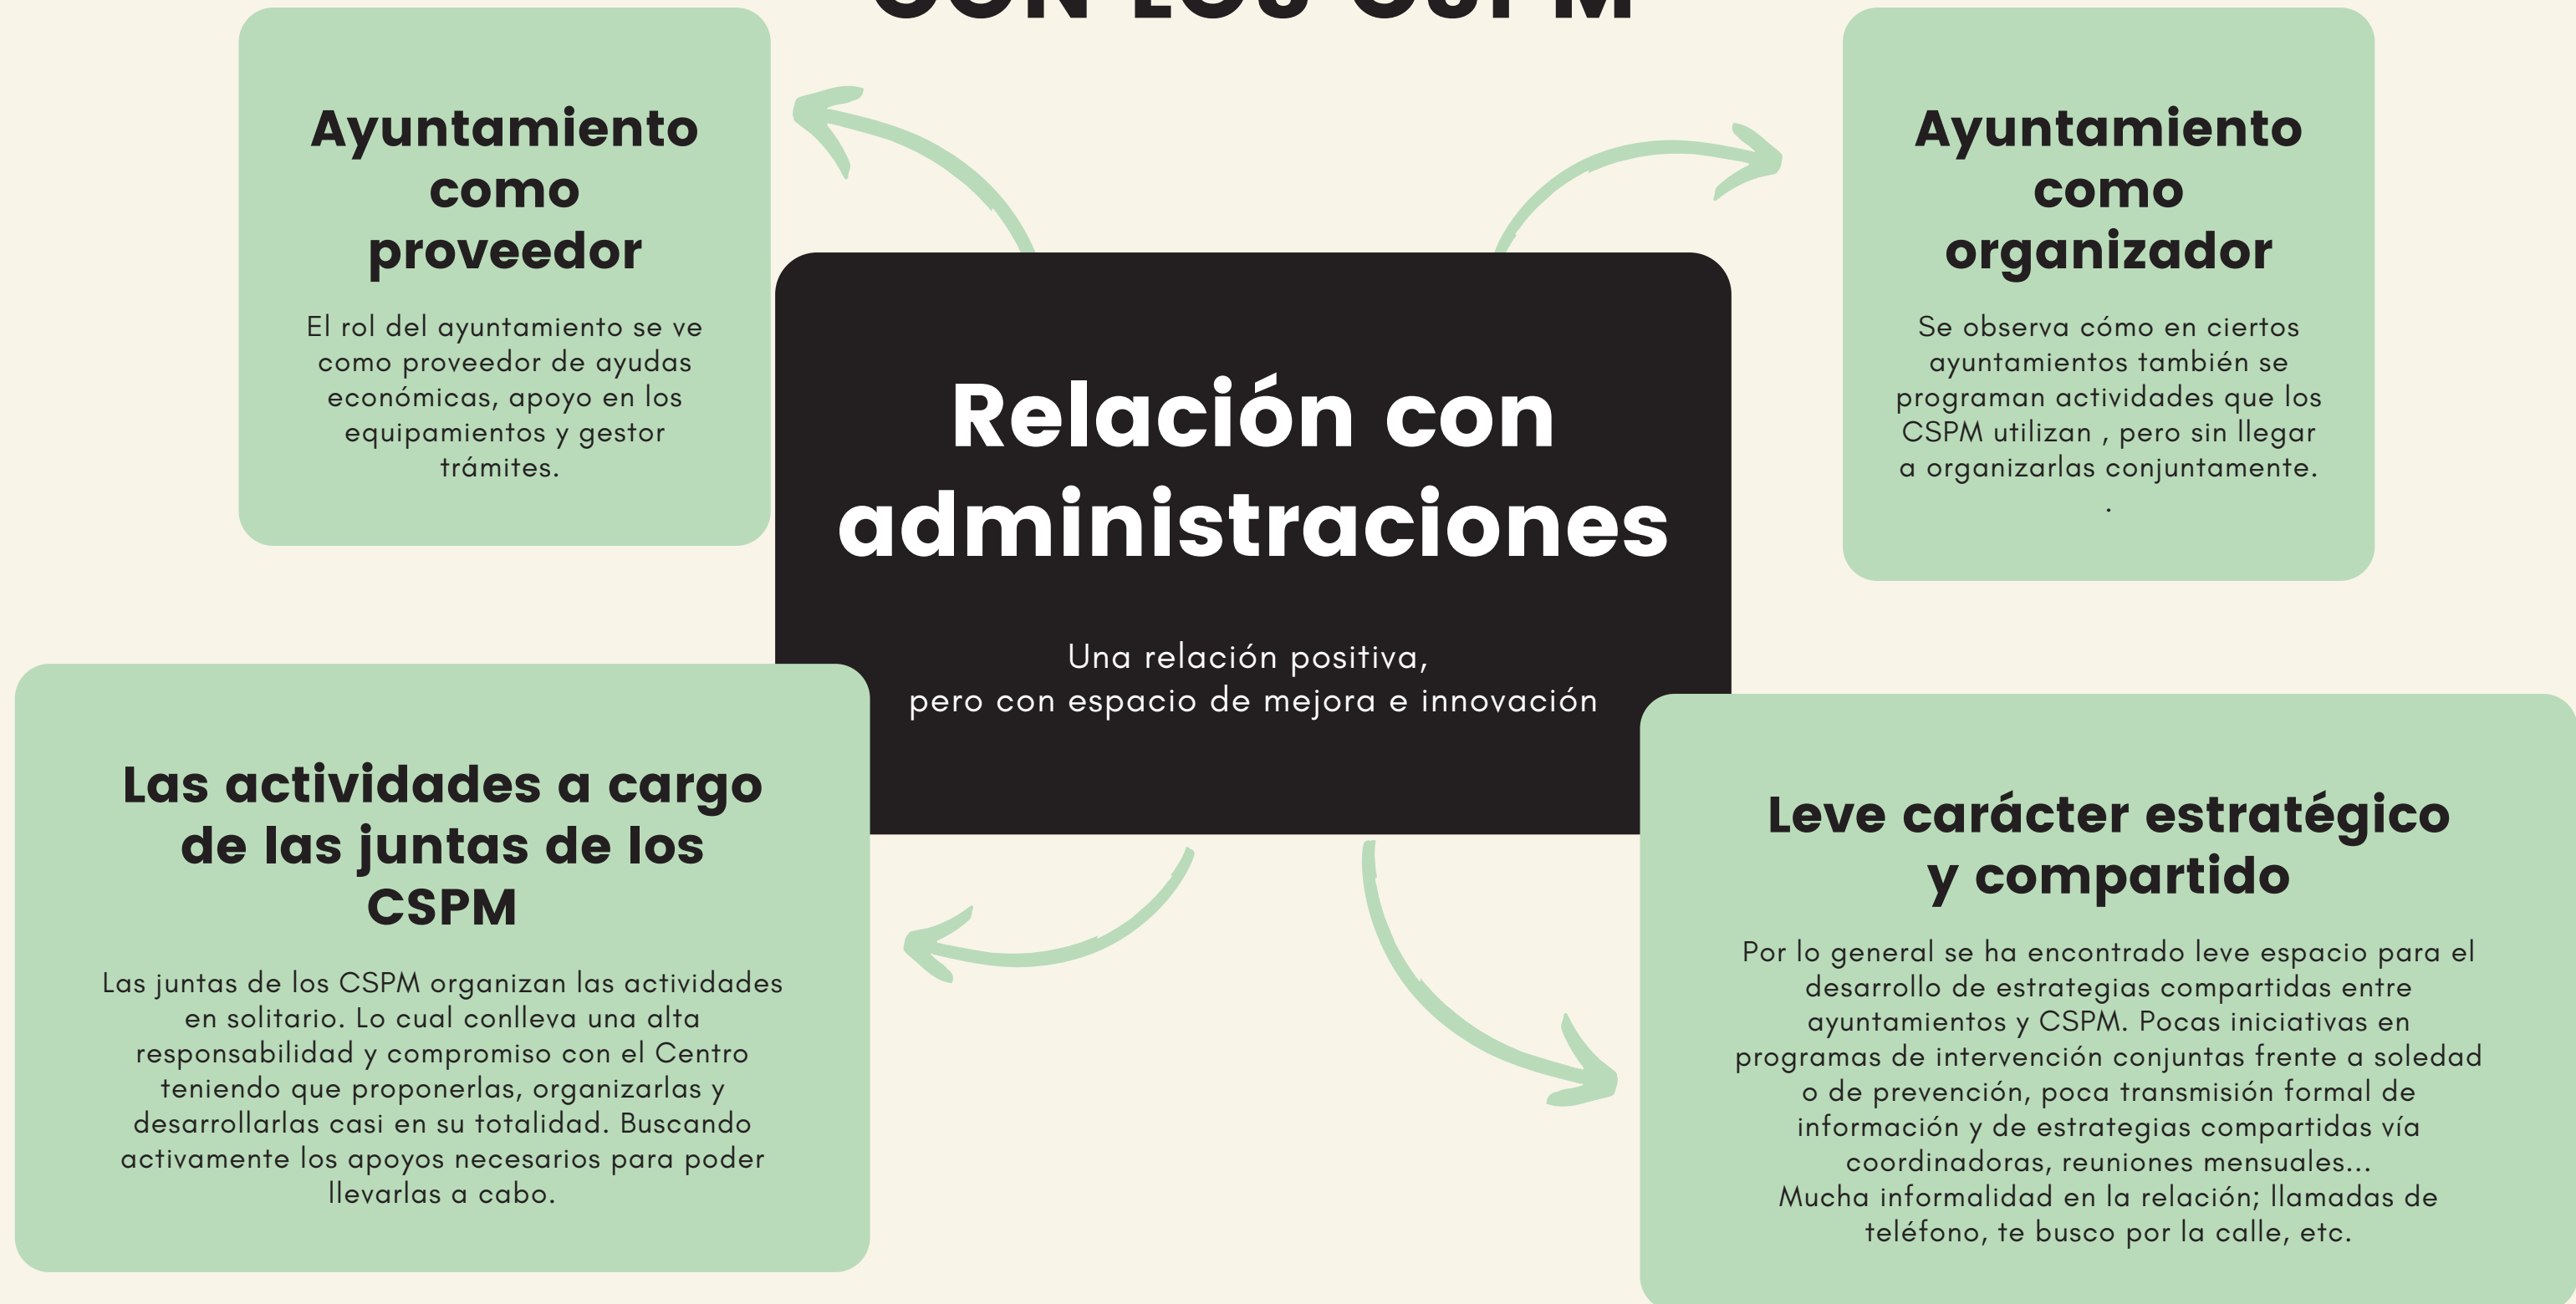 CON LOS CSPM
Ayuntamiento
como
proveedor
El rol del ayuntamiento se ve
como proveedor de ayudas
económicas, apoyo en los
equipamientos y gestor
trámites.
Ayuntamiento
como
organizador
Se observa cómo en ciertos
ayuntamientos también se
programan actividades que los
CSPM utilizan , pero sin llegar
a organizarlas conjuntamente.
.
Relación con
administraciones
Una relación positiva,
pero con espacio de mejora e innovación
Las actividades a cargo
de las juntas de los
CSPM
Las juntas de los CSPM organizan las actividades
en solitario. Lo cual conlleva una alta
responsabilidad y compromiso con el Centro
teniendo que proponerlas, organizarlas y
desarrollarlas casi en su totalidad. Buscando
activamente los apoyos necesarios para poder
llevarlas a cabo.
Leve carácter estratégico
y compartido
Por lo general se ha encontrado leve espacio para el
desarrollo de estrategias compartidas entre
ayuntamientos y CSPM. Pocas iniciativas en
programas de intervención conjuntas frente a soledad
o de prevención, poca transmisión formal de
información y de estrategias compartidas vía
coordinadoras, reuniones mensuales...
Mucha informalidad en la relación; llamadas de
teléfono, te busco por la calle, etc.